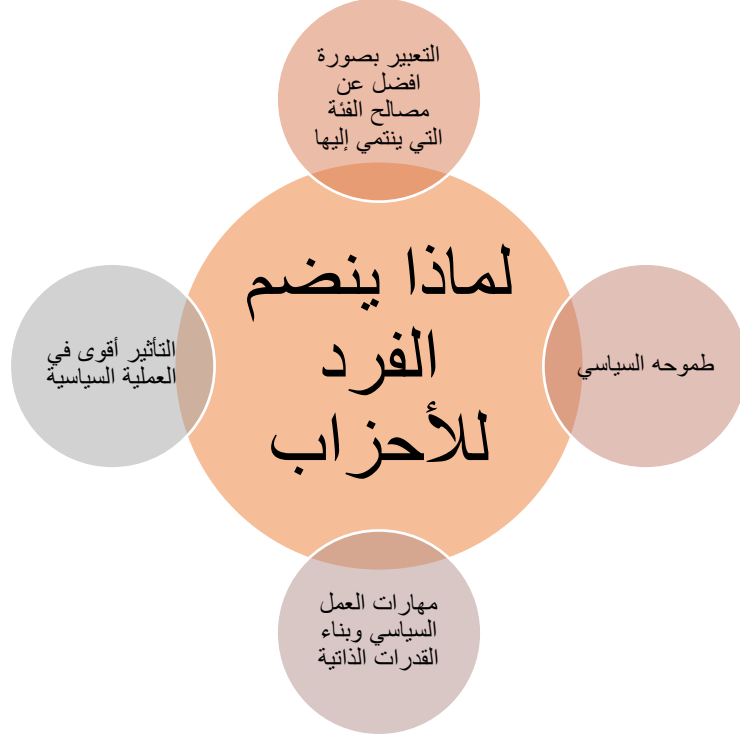 التعبير بصورة
افضل عن
مصالح الفئة
التي ينتمي إليها
لماذا ينضم
الفرد
للأحزاب
طموحه السياسي
التأثير أقوى في
العملية السياسية
مهارات العمل
السياسي وبناء
القدرات الذاتية